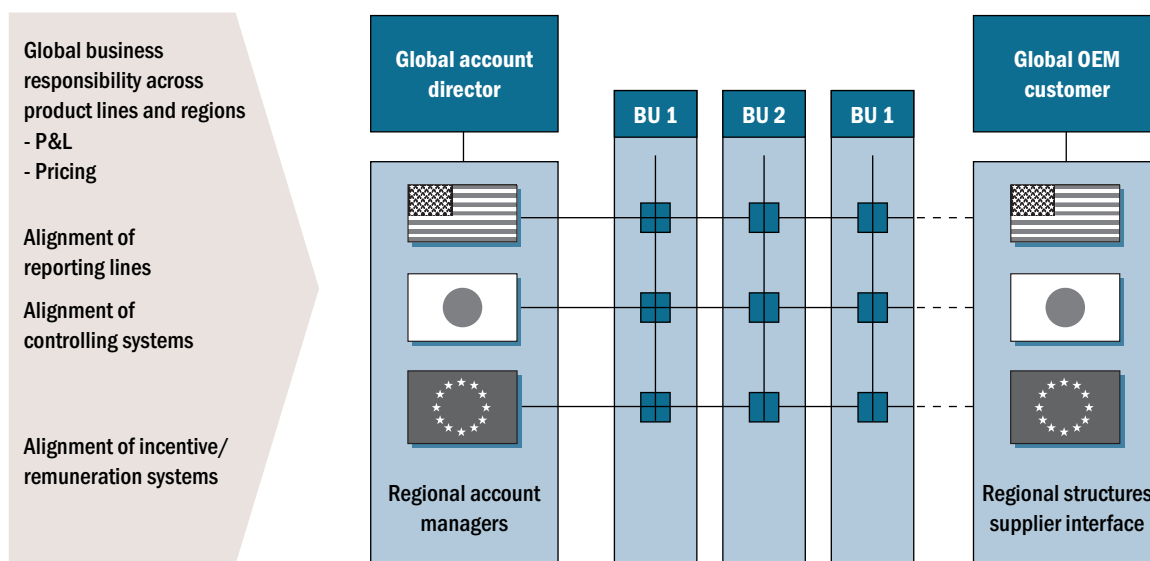 Global business
responsibility across
product lines and regions
- P&L
- Pricing
Alignment of
reporting lines
Alignment of
controlling systems
Alignment of incentive/
remuneration systems
Global account
director
Regional account
managers
BU 1
BU 2
BU 1
Global OEM
customer
Regional structures
supplier interface